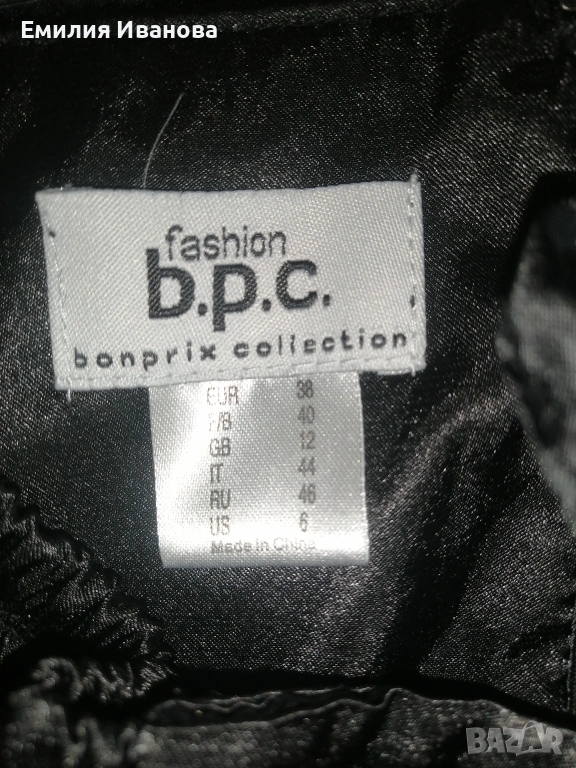 Емилия Иванова
fashion
b.p.c.
bonprix collection
EUR 38
F/B 40
GB 12
IT 44
RU 46
US 6
Made in China
BAZAR